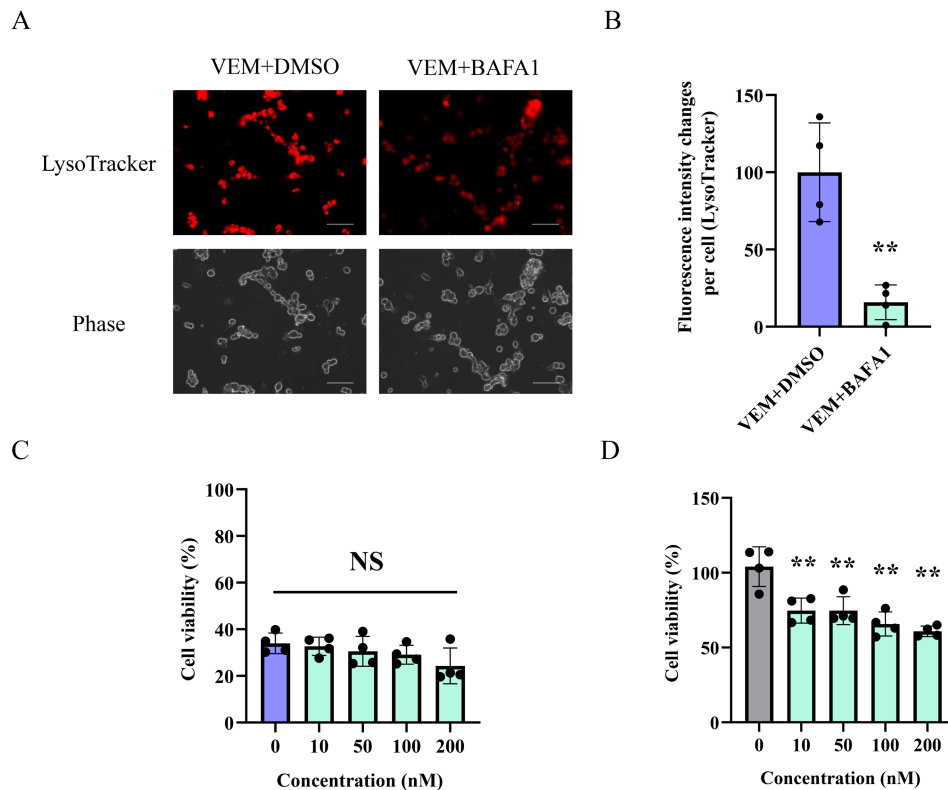 A
VEM+DMSO
VEM+BAFA1
LysoTracker
Phase
B
Fluorescence intensity changes
per cell (LysoTracker)
150
100
50
0
**
VEM+DMSO
VEM+BAFA1
C
Cell viability (%)
100
80
60
40
20
0
NS
0 10 50 100 200
Concentration (nM)
D
Cell viability (%)
150
100
50
0
** ** ** **
0 10 50 100 200
Concentration (nM)